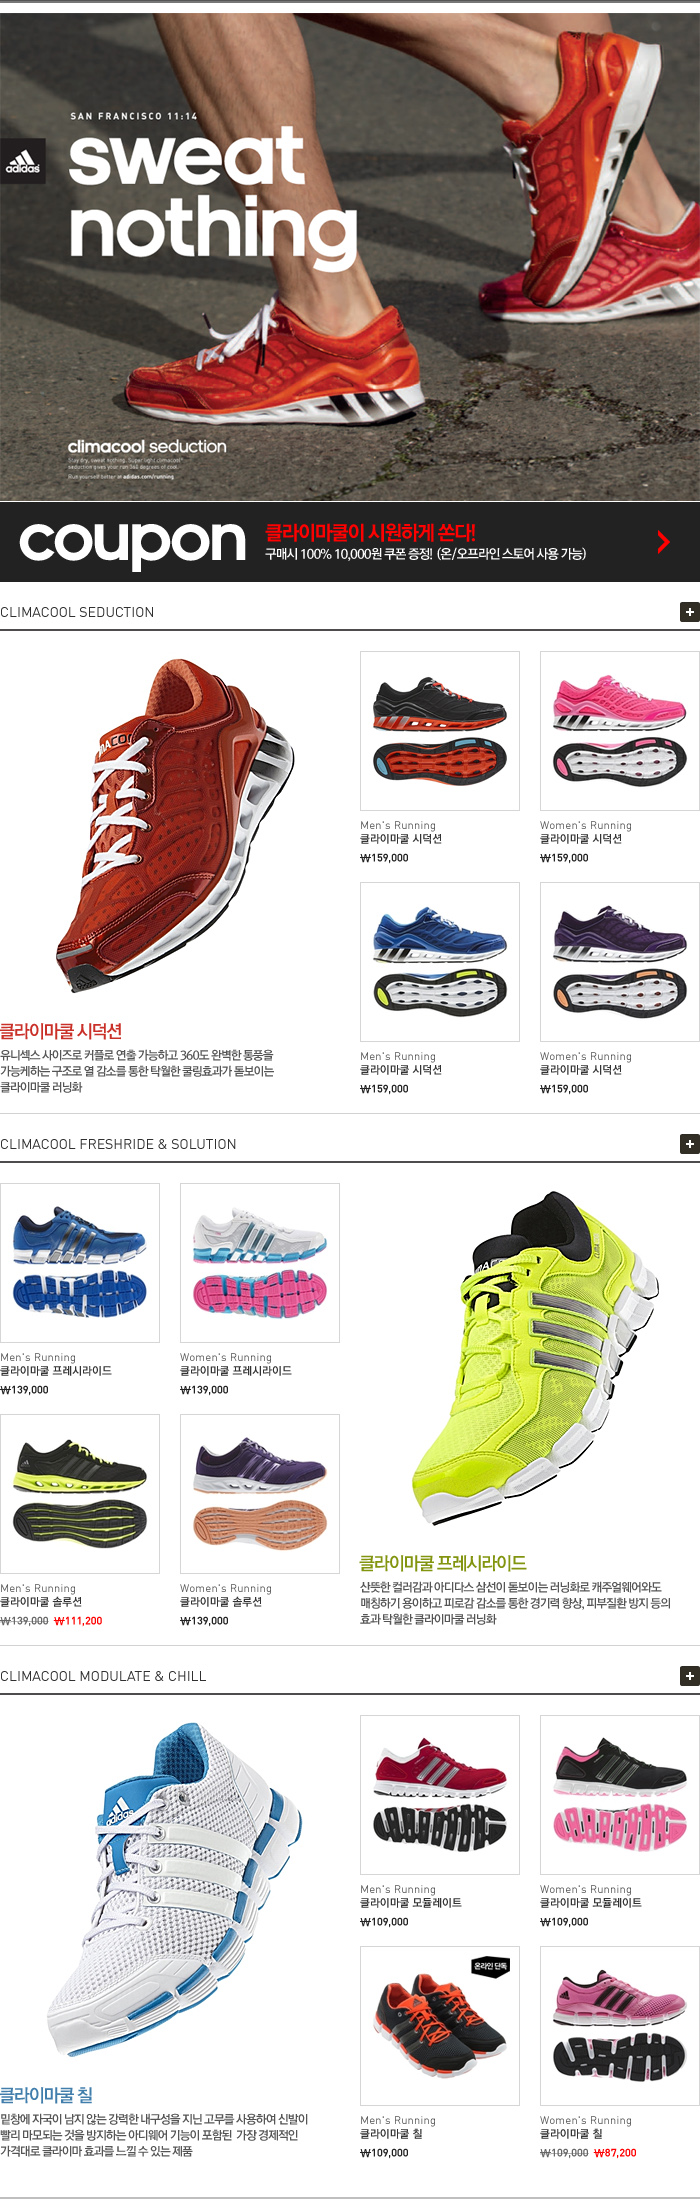 SAN FRANCISCO 11:14
sweat
nothing
adidas
climacool seduction
Stay dry, sweat nothing. Super light climacool
seduction gives your run 360 degrees of cool.
Run yourself better at adidas.com/running
coupon
클라이마쿨이 시원하게 쏜다!
구매시 100% 10,000원 쿠폰 증정! (온/오프라인 스토어 사용 가능)
CLIMACOOL SEDUCTION
Men's Running
클라이마쿨 시덕션
₩159,000
Women's Running
클라이마쿨 시덕션
₩159,000
Men's Running
클라이마쿨 시덕션
₩159,000
Women's Running
클라이마쿨 시덕션
₩159,000
클라이마쿨 시덕션
유니섹스 사이즈로 커플로 연출 가능하고 360도 완벽한 통풍을
가능케하는 구조로 열 감소를 통한 탁월한 쿨링효과가 돋보이는
클라이마쿨 러닝화
CLIMACOOL FRESHRIDE & SOLUTION
Men's Running
클라이마쿨 프레시라이드
₩139,000
Women's Running
클라이마쿨 프레시라이드
₩139,000
Men's Running
클라이마쿨 솔루션
₩139,000 ₩111,200
Women's Running
클라이마쿨 솔루션
₩139,000
클라이마쿨 프레시라이드
산뜻한 컬러감과 아디다스 삼선이 돋보이는 러닝화로 캐주얼웨어와도
매칭하기 용이하고 피로감 감소를 통한 경기력 향상, 피부질환 방지 등의
효과 탁월한 클라이마쿨 러닝화
CLIMACOOL MODULATE & CHILL
adidas
Men's Running
클라이마쿨 모듈레이트
₩109,000
Women's Running
클라이마쿨 모듈레이트
₩109,000
온라인 단독
Men's Running
클라이마쿨 칠
₩109,000
Women's Running
클라이마쿨 칠
₩109,000 ₩87,200
클라이마쿨 칠
밑창에 자국이 남지 않는 강력한 내구성을 지닌 고무를 사용하여 신발이
빨리 마모되는 것을 방지하는 아디웨어 기능이 포함된 가장 경제적인
가격대로 클라이마 효과를 느낄 수 있는 제품